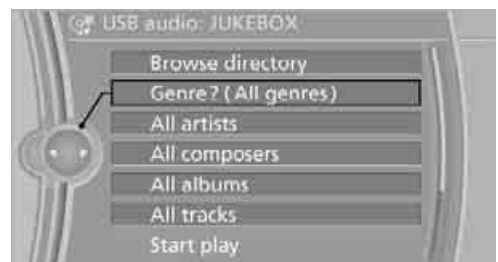 USB audio: JUKEBOX
Browse directory
Genre? (All genres)
All artists
All composers
All albums
All tracks
Start play